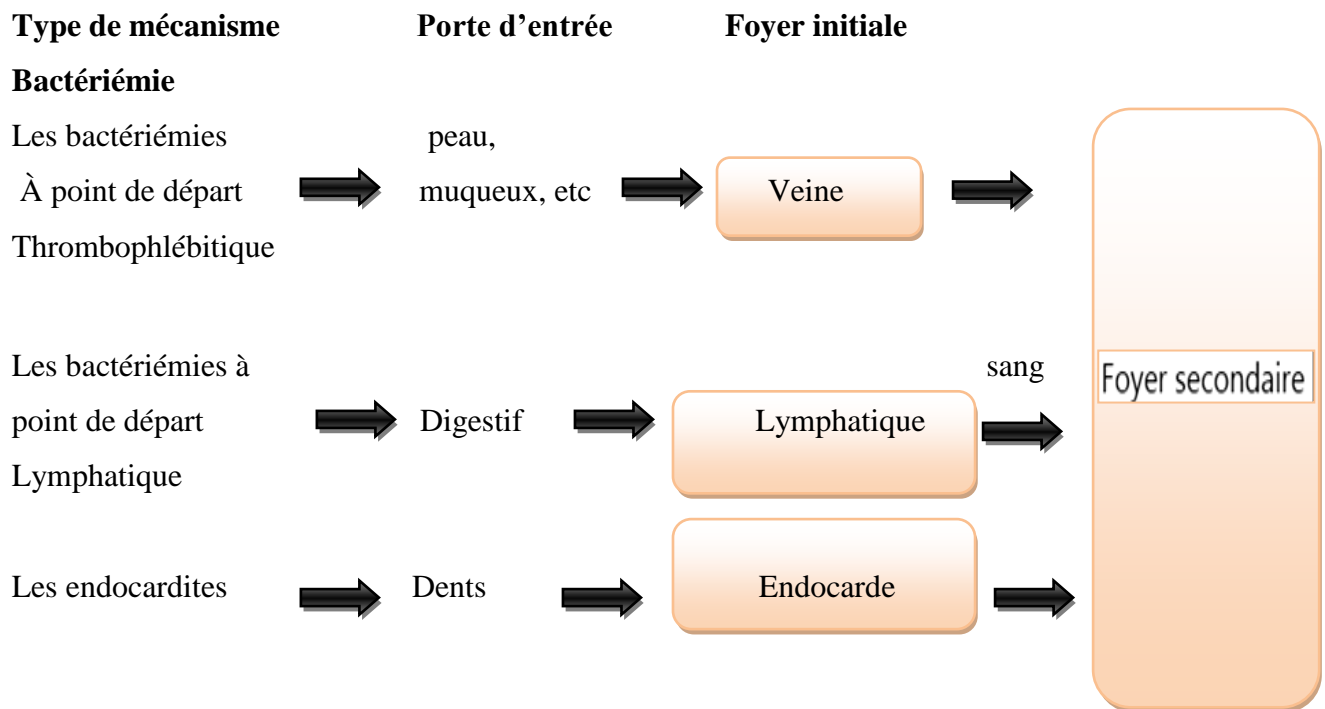 Type de mécanisme Porte d’entrée Foyer initiale
Bactériémie
Les bactériémies peau,
À point de départ muqueux, etc Veine
Thrombophlébitique
Les bactériémies à sang
point de départ Digestif Lymphatique
Lymphatique
Foyer secondaire
Les endocardites Dents Endocarde